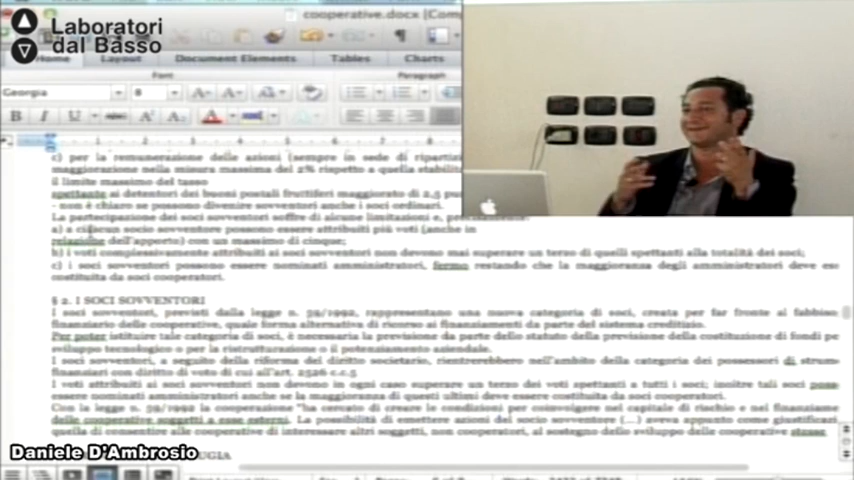 cooperative.docx [Com
Laboratori
dal Basso
Home Layout Document Elements Tables Charts
Font Paragraph
Georgia 8
c) per la remunerazione delle azioni (sempre in sede di ripartizi
maggiorazione nella misura massima del 2% rispetto a quella stabilit
il limite massimo del tasso
spettante ai detentori dei buoni postali fruttiferi maggiorato di 2,5 pu
- non è chiaro se possono divenire sovventori anche i soci ordinari.
La partecipazione dei soci sovventori soffre di alcune limitazioni e, precisamente:
a) a ciascun socio sovventore possono essere attribuiti più voti (anche in
relazione dell'apporto) con un massimo di cinque;
b) i voti complessivamente attribuiti ai soci sovventori non devono mai superare un terzo di quelli spettanti alla totalità dei soci;
c) i soci sovventori possono essere nominati amministratori, fermo restando che la maggioranza degli amministratori deve ess
costituita da soci cooperatori.
§ 2. I SOCI SOVVENTORI
I soci sovventori, previsti dalla legge n. 59/1992, rappresentano una nuova categoria di soci, creata per far fronte al fabbiso
finanziario delle cooperative, quale forma alternativa di ricorso ai finanziamenti da parte del sistema creditizio.
Per poter istituire tale categoria di soci, è necessaria la previsione da parte dello statuto della previsione della costituzione di fondi pe
sviluppo tecnologico o per la ristrutturazione o il potenziamento aziendale.
I soci sovventori, a seguito della riforma del diritto societario, rientrerebbero nell'ambito della categoria dei possessori di strum
finanziari con diritto di voto di cui all'art. 2526 c.c.5
I voti attribuiti ai soci sovventori non devono in ogni caso superare un terzo dei voti spettanti a tutti i soci; inoltre tali soci poss
essere nominati amministratori anche se la maggioranza di questi ultimi deve essere costituita da soci cooperatori.
Con la legge n. 59/1992 la cooperazione "ha cercato di creare le condizioni per coinvolgere nel capitale di rischio e nel finanziame
delle cooperative soggetti a esse esterni. La possibilità di emettere azioni del socio sovventore (...) aveva appunto come giustificazi
quella di consentire alle cooperative di interessare altri soggetti, non cooperatori, al sostegno dello sviluppo delle cooperative stesse
Daniele D'Ambrosio